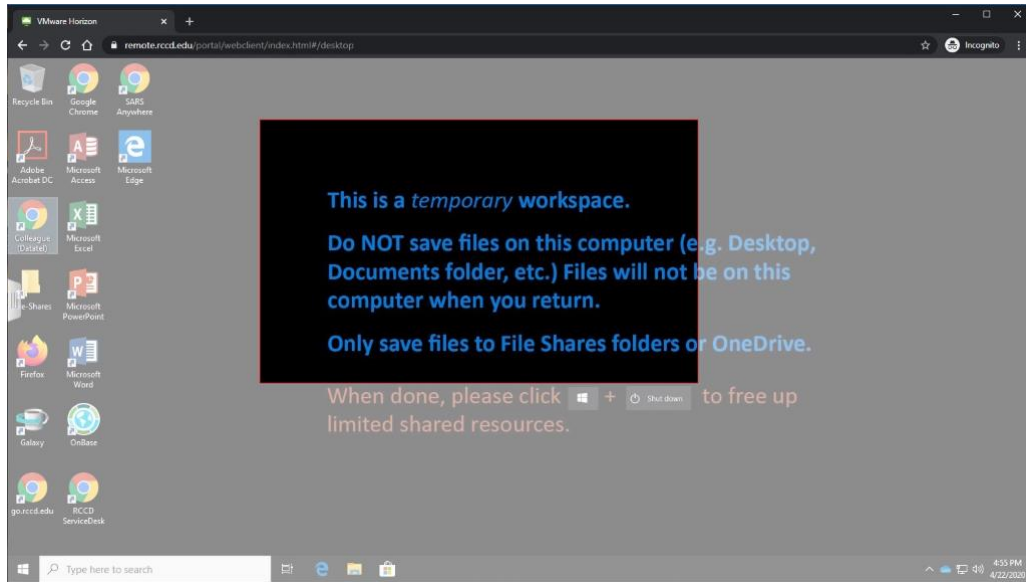 VMware Horizon
remote.rccd.edu/portal/webclient/index.html#/desktop
Incognito
Recycle Bin
Google Chrome
SARS Anywhere
Adobe Acrobat DC
Microsoft Access
Microsoft Edge
Colleague (Datatel)
Microsoft Excel
e-Shares
Microsoft PowerPoint
Firefox
Microsoft Word
Galaxy
OnBase
go.rccd.edu
RCCD ServiceDesk
This is a temporary workspace.
Do NOT save files on this computer (e.g. Desktop,
Documents folder, etc.) Files will not be on this
computer when you return.
Only save files to File Shares folders or OneDrive.
When done, please click + Shut down to free up
limited shared resources.
Type here to search
4:55 PM
4/22/2020